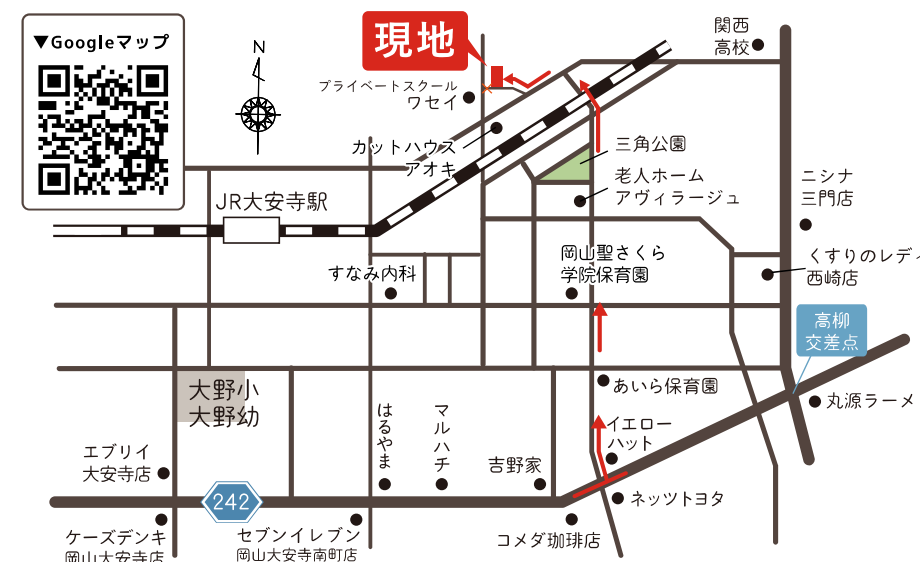 ▼Googleマップ
N
現地
プライベートスクール
ワセイ
関西
高校
カットハウス
アオキ
三角公園
老人ホーム
アヴィラージュ
ニシナ
三門店
JR大安寺駅
すなみ内科
岡山聖さくら
学院保育園
くすりのレディ
西崎店
高柳
交差点
大野小
大野幼
あいら保育園
丸源ラーメ
はるやま
マルハチ
吉野家
イエロー
ハット
エブリイ
大安寺店
242
ネッツトヨタ
ケーズデンキ
岡山大安寺店
セブンイレブン
岡山大安寺南町店
コメダ珈琲店